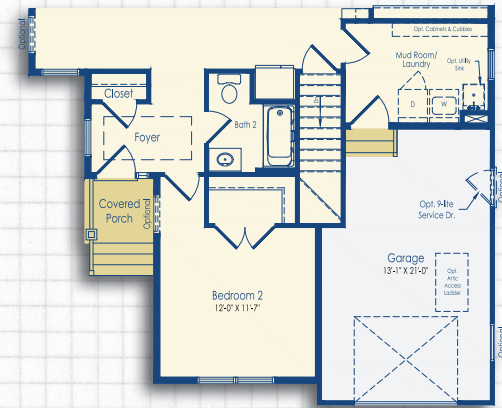 Optional
Opt. Cabinets & Cubbies
Mud Room/
Laundry
Opt. Utility
Sink
D
W
Closet
Foyer
Bath 2
Covered
Porch
Optional
Opt. 9-lite
Service Dr.
Optional
Garage
13'-1" X 21'-0"
Opt.
Attic
Access
Ladder
Bedroom 2
12'-0" X 11'-7"
Optional